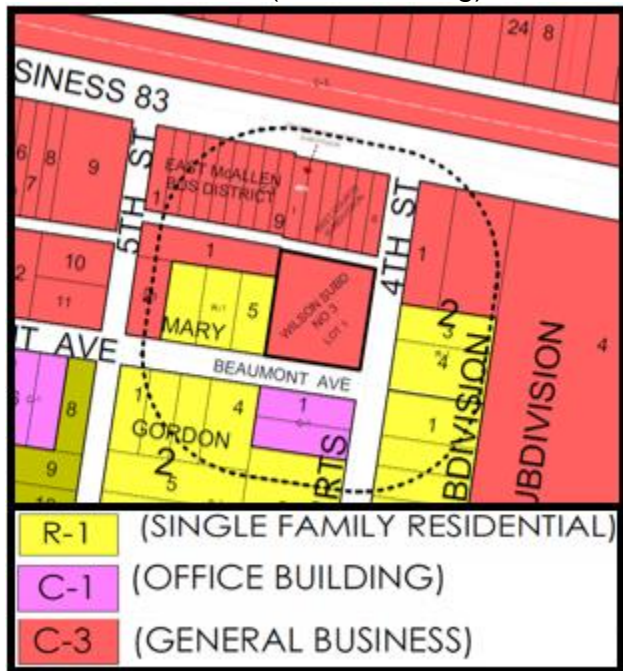 24 8
SINESS 83
6 7 8 9
5TH ST
EAST McALLEN
BUS DISTRICT
1
9
4TH ST
1
2
10
11
1
5
MARY
WILSON SUBD
NO 3
LOT 1
2
3
4
4
T AVE
BEAUMONT AVE
8
9
1
4
GORDON
2
5
1
RTS
1
BDIVISION
UBDIVISION
R-1 (SINGLE FAMILY RESIDENTIAL)
C-1 (OFFICE BUILDING)
C-3 (GENERAL BUSINESS)